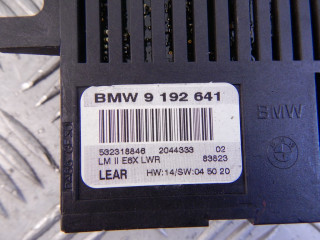 BMW 9 192 641
BMW
532318846 2044333 02
LM II E6X LWR 83823
LEAR HW:14/SW:04 50 20